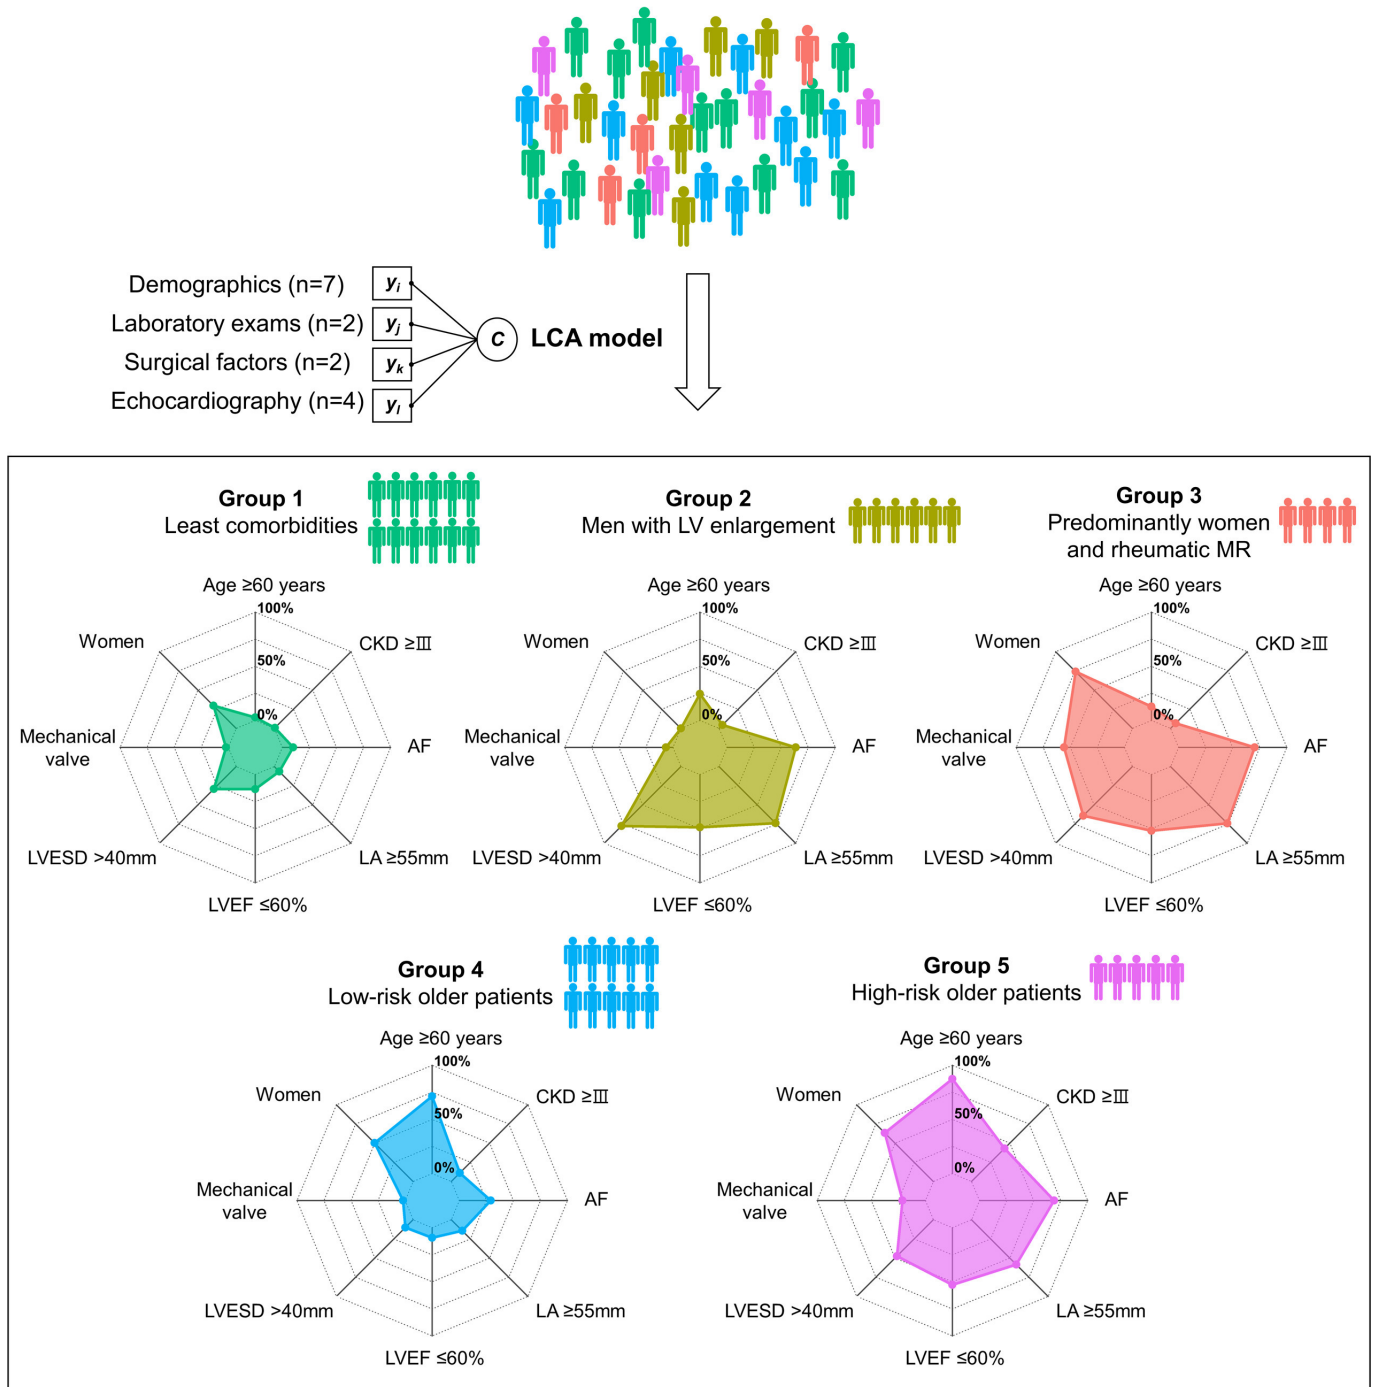 Demographics (n=7)
yi
Laboratory exams (n=2)
yj
C
LCA model
Surgical factors (n=2)
yk
Echocardiography (n=4)
yl
Group 1
Least comorbidities
Age ≥60 years
100%
Women
CKD ≥Ⅲ
50%
0%
Mechanical
valve
AF
LVESD >40mm
LA ≥55mm
LVEF ≤60%
Group 2
Men with LV enlargement
Age ≥60 years
100%
Women
CKD ≥Ⅲ
50%
0%
Mechanical
valve
AF
LVESD >40mm
LA ≥55mm
LVEF ≤60%
Group 3
Predominantly women
and rheumatic MR
Age ≥60 years
100%
Women
CKD ≥Ⅲ
50%
0%
Mechanical
valve
AF
LVESD >40mm
LA ≥55mm
LVEF ≤60%
Group 4
Low-risk older patients
Age ≥60 years
100%
Women
CKD ≥Ⅲ
50%
0%
Mechanical
valve
AF
LVESD >40mm
LA ≥55mm
LVEF ≤60%
Group 5
High-risk older patients
Age ≥60 years
100%
Women
CKD ≥Ⅲ
50%
0%
Mechanical
valve
AF
LVESD >40mm
LA ≥55mm
LVEF ≤60%